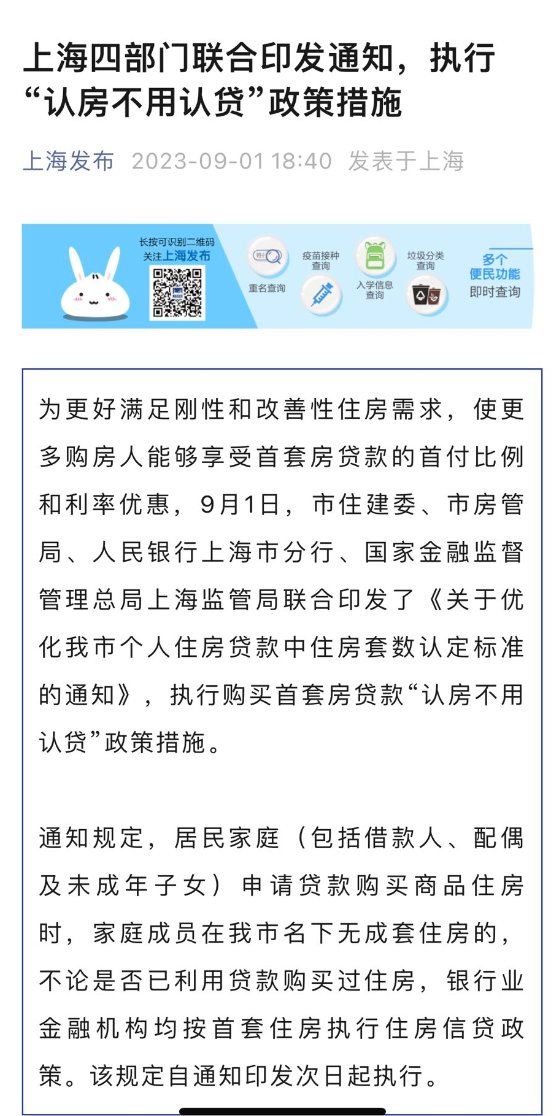 上海四部门联合印发通知，执行
“认房不用认贷”政策措施
上海发布 2023-09-01 18:40 发表于上海
长按可识别二维码
关注上海发布
重名查询
疫苗接种
查询
入学信息
查询
垃圾分类
查询
多个
便民功能
即时查询
为更好满足刚性和改善性住房需求，使更
多购房人能够享受首套房贷款的首付比例
和利率优惠，9月1日，市住建委、市房管
局、人民银行上海市分行、国家金融监督
管理总局上海监管局联合印发了《关于优
化我市个人住房贷款中住房套数认定标准
的通知》，执行购买首套房贷款“认房不用
认贷”政策措施。
通知规定，居民家庭（包括借款人、配偶
及未成年子女）申请贷款购买商品住房
时，家庭成员在我市名下无成套住房的，
不论是否已利用贷款购买过住房，银行业
金融机构均按首套住房执行住房信贷政
策。该规定自通知印发次日起执行。